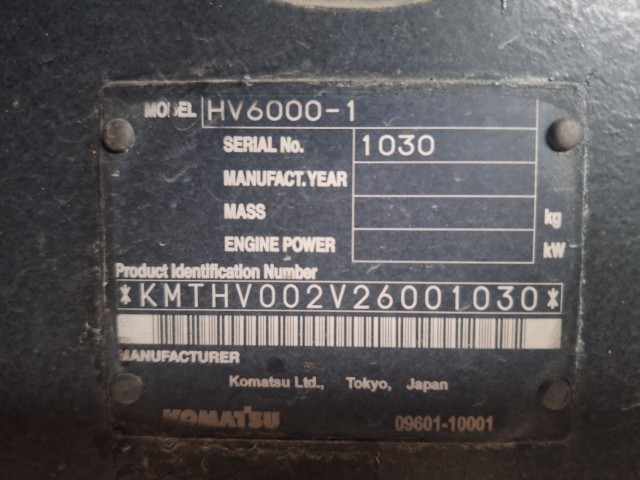 MODEL HV6000-1
SERIAL No. 1030
MANUFACT.YEAR
MASS kg
ENGINE POWER kW
Product Identification Number
*KMTHV002V26001030*
MANUFACTURER
Komatsu Ltd., Tokyo, Japan
KOMATSU 09601-10001